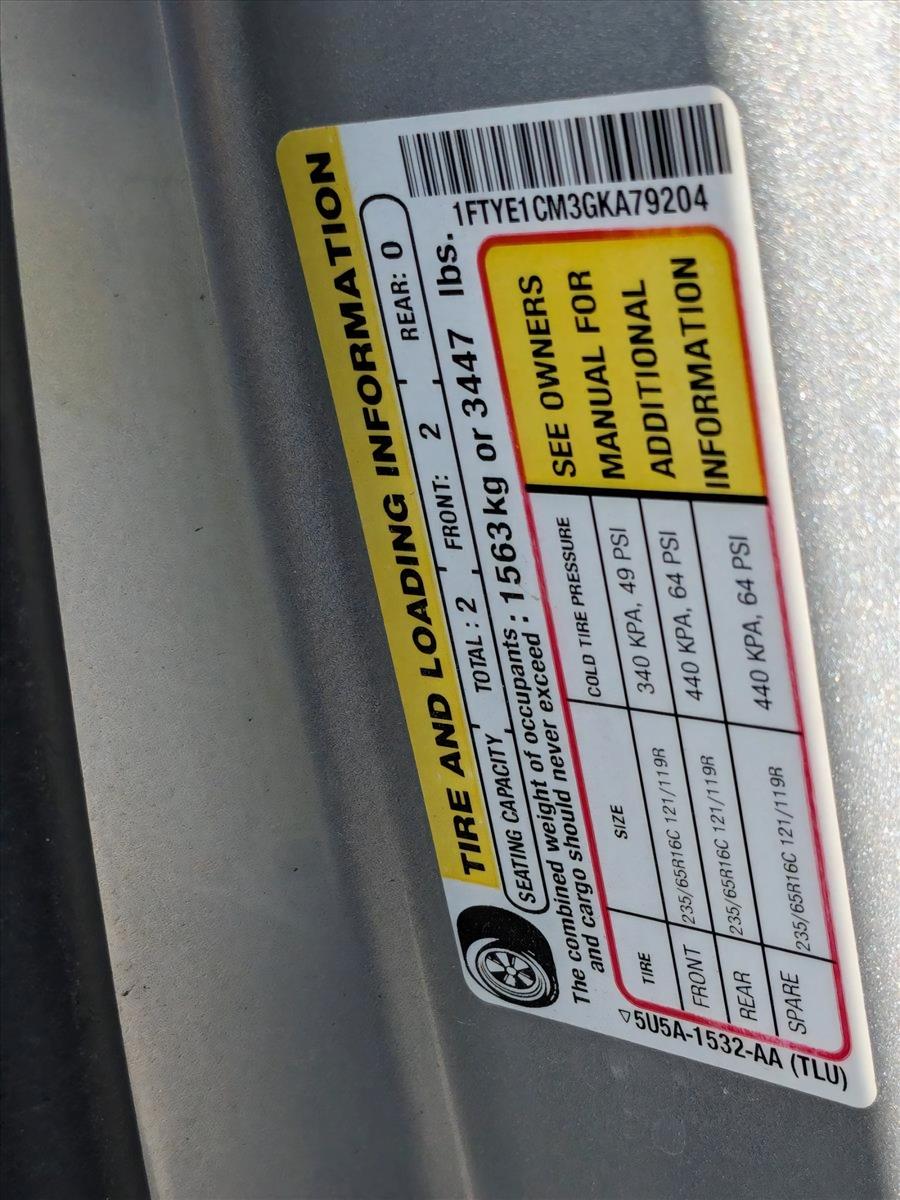 TIRE AND LOADING INFORMATION
SEATING CAPACITY TOTAL : 2 FRONT: 2 REAR: 0
The combined weight of occupants : 1563kg or 3447 lbs.
and cargo should never exceed :
1FTYE1CM3GKA79204
TIRE SIZE COLD TIRE PRESSURE
FRONT 235/65R16C 121/119R 340 KPA, 49 PSI
REAR 235/65R16C 121/119R 440 KPA, 64 PSI
SPARE 235/65R16C 121/119R 440 KPA, 64 PSI
SEE OWNERS
MANUAL FOR
ADDITIONAL
INFORMATION
5U5A-1532-AA (TLU)